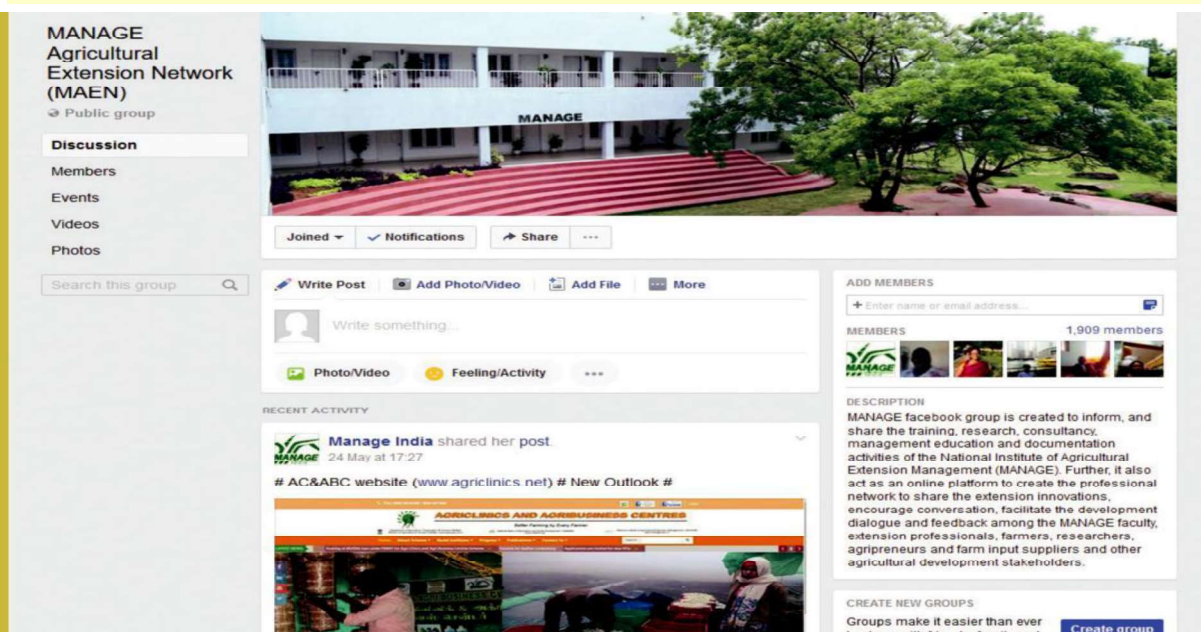 MANAGE
Agricultural
Extension Network
(MAEN)
Public group
Discussion
Members
Events
Videos
Photos
Search this group
MANAGE
Joined
Notifications
Share
Write Post
Add Photo/Video
Add File
More
Write something...
Photo/Video
Feeling/Activity
RECENT ACTIVITY
MANAGE
Manage India shared her post.
24 May at 17:27
# AC&ABC website (www.agriclinics.net) # New Outlook #
AGRICLINICS AND AGRIBUSINESS CENTRES
Better Farming by Every Farmer
ADD MEMBERS
+ Enter name or email address...
MEMBERS 1,909 members
MANAGE
DESCRIPTION
MANAGE facebook group is created to inform, and
share the training, research, consultancy,
management education and documentation
activities of the National Institute of Agricultural
Extension Management (MANAGE). Further, it also
act as an online platform to create the professional
network to share the extension innovations,
encourage conversation, facilitate the development
dialogue and feedback among the MANAGE faculty,
extension professionals, farmers, researchers,
agripreneurs and farm input suppliers and other
agricultural development stakeholders.
CREATE NEW GROUPS
Groups make it easier than ever
Create group